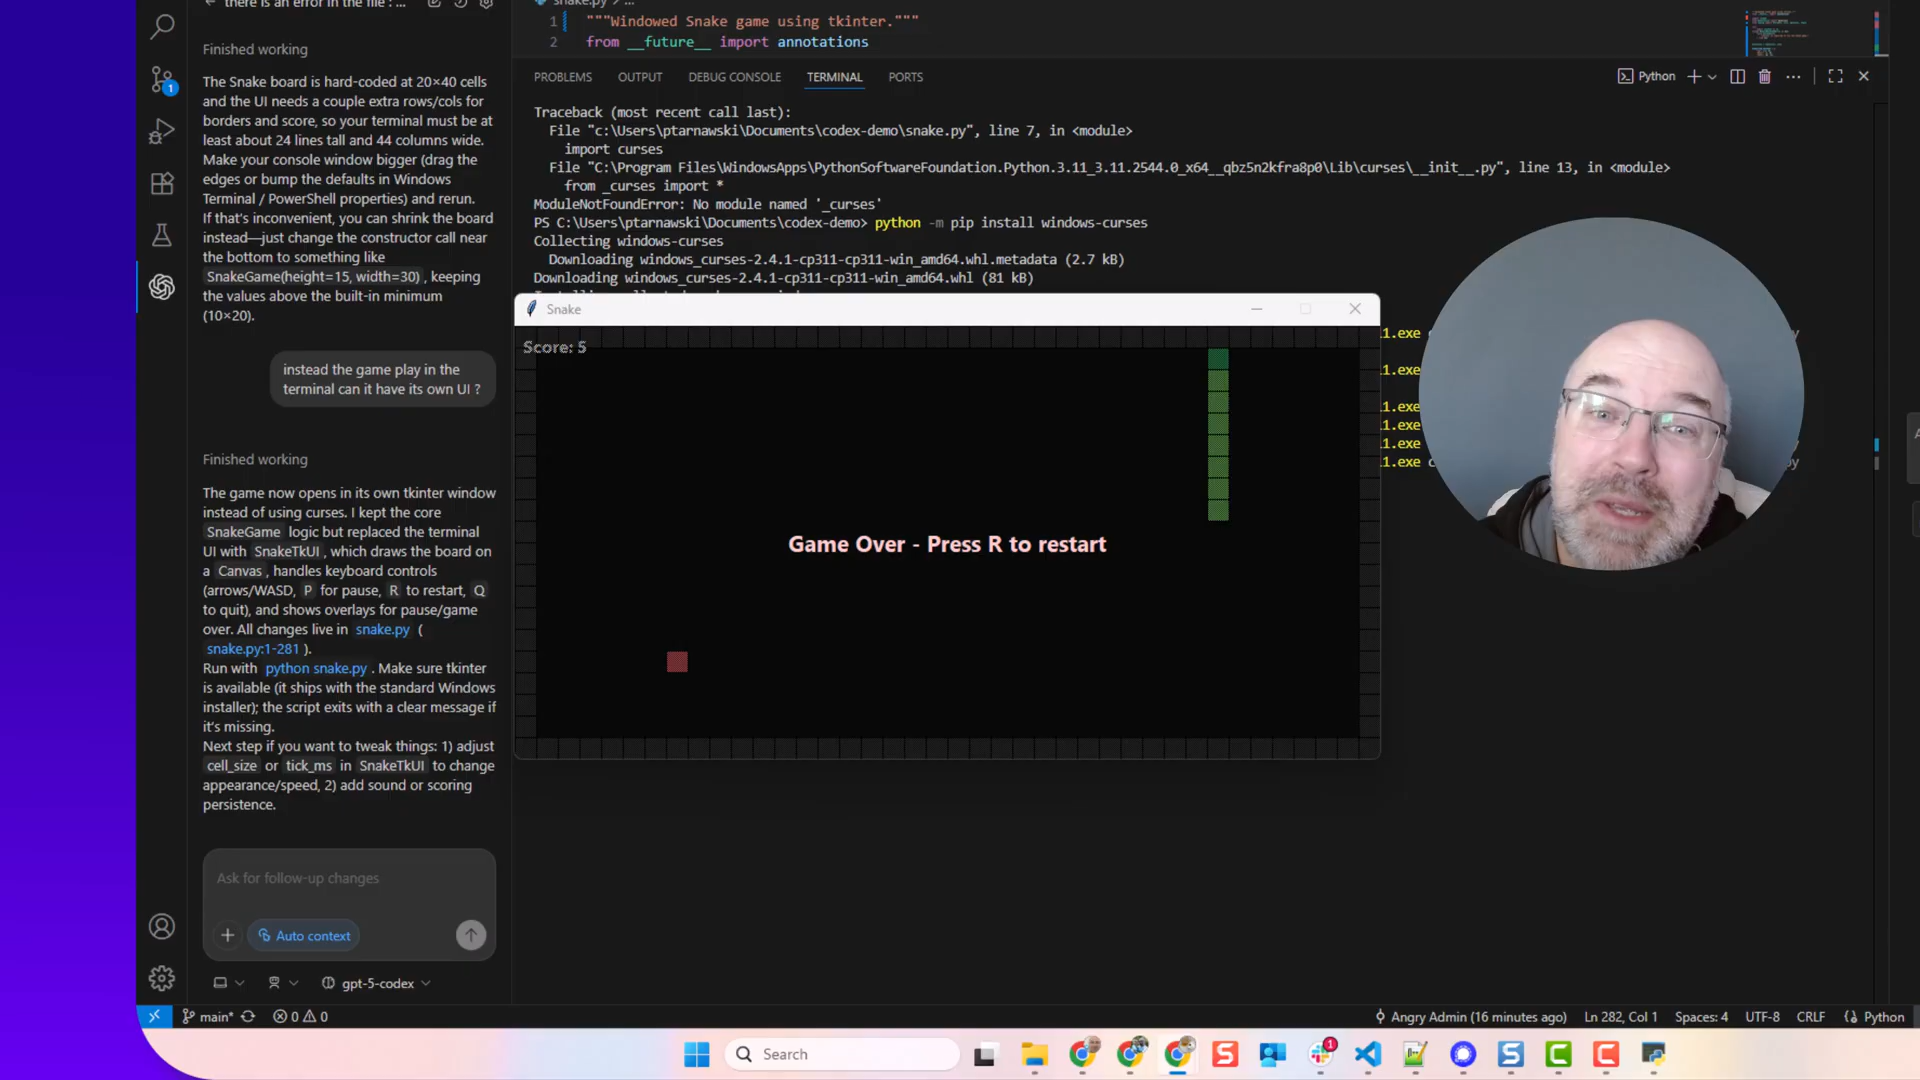 there is an error in the file : ...
Finished working
The Snake board is hard-coded at 20×40 cells
and the UI needs a couple extra rows/cols for
borders and score, so your terminal must be at
least about 24 lines tall and 44 columns wide.
Make your console window bigger (drag the
edges or bump the defaults in Windows
Terminal / PowerShell properties) and rerun.
If that's inconvenient, you can shrink the board
instead—just change the constructor call near
the bottom to something like
SnakeGame(height=15, width=30) , keeping
the values above the built-in minimum
(10×20).
instead the game play in the
terminal can it have its own UI ?
Finished working
The game now opens in its own tkinter window
instead of using curses. I kept the core
SnakeGame logic but replaced the terminal
UI with SnakeTkUI , which draws the board on
a Canvas , handles keyboard controls
(arrows/WASD, P for pause, R to restart, Q
to quit), and shows overlays for pause/game
over. All changes live in snake.py (
snake.py:1-281 ).
Run with python snake.py . Make sure tkinter
is available (it ships with the standard Windows
installer); the script exits with a clear message if
it's missing.
Next step if you want to tweak things: 1) adjust
cell_size or tick_ms in SnakeTkUI to change
appearance/speed, 2) add sound or scoring
persistence.
Ask for follow-up changes
Auto context
gpt-5-codex
snake.py > ...
1 """Windowed Snake game using tkinter."""
2 from __future__ import annotations
PROBLEMS OUTPUT DEBUG CONSOLE TERMINAL PORTS
Python
Traceback (most recent call last):
File "c:\Users\ptarnawski\Documents\codex-demo\snake.py", line 7, in <module>
import curses
File "C:\Program Files\WindowsApps\PythonSoftwareFoundation.Python.3.11_3.11.2544.0_x64__qbz5n2kfra8p0\Lib\curses\__init__.py", line 13, in <module>
from _curses import *
ModuleNotFoundError: No module named '_curses'
PS C:\Users\ptarnawski\Documents\codex-demo> python -m pip install windows-curses
Collecting windows-curses
Downloading windows_curses-2.4.1-cp311-cp311-win_amd64.whl.metadata (2.7 kB)
Downloading windows_curses-2.4.1-cp311-cp311-win_amd64.whl (81 kB)
Snake
Score: 5
Game Over - Press R to restart
1.exe
1.exe
1.exe
1.exe
1.exe
1.exe
1
main* 0 0
Angry Admin (16 minutes ago) Ln 282, Col 1 Spaces: 4 UTF-8 CRLF Python
Search
1